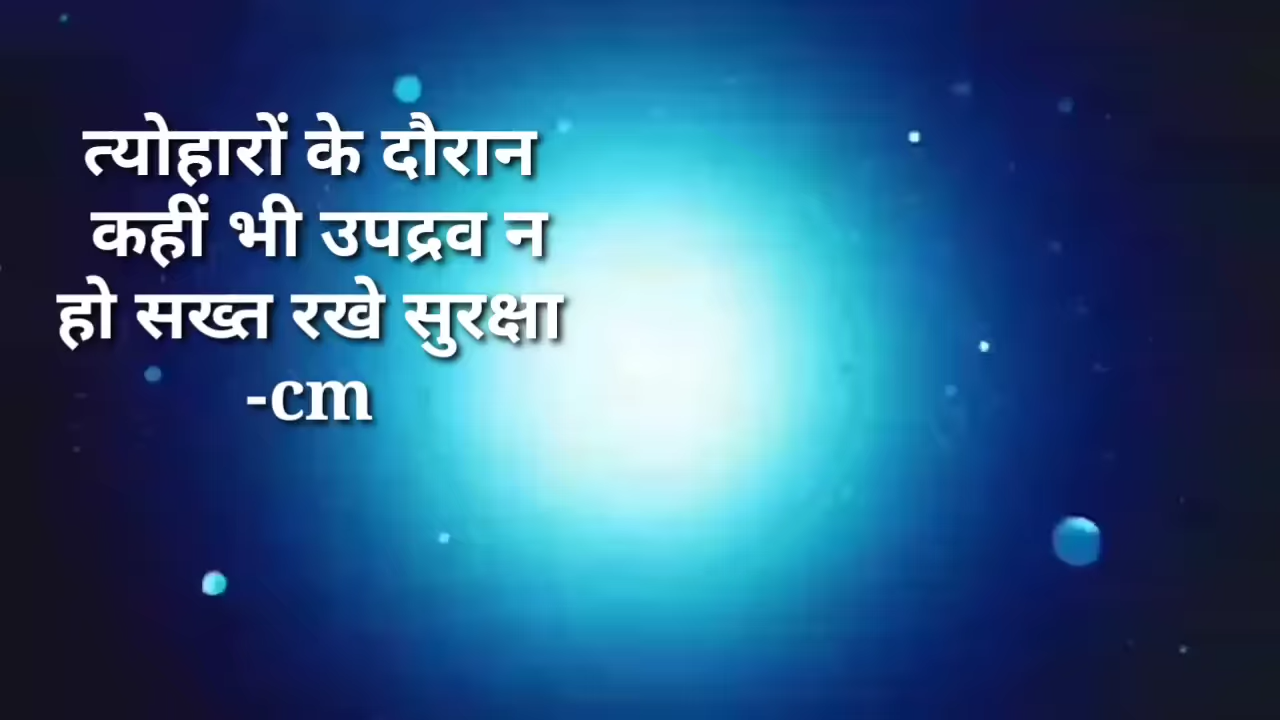 त्योहारों के दौरान
कहीं भी उपद्रव न
हो सख्त रखे सुरक्षा
-cm